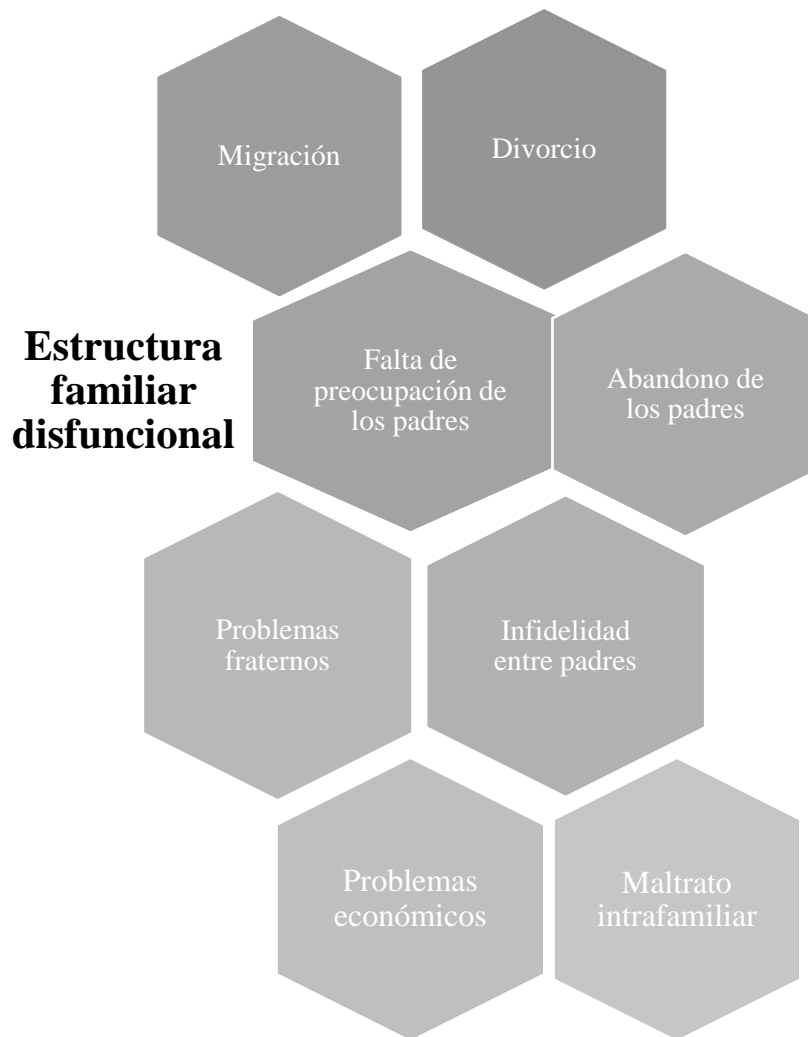 Migración
Divorcio
Estructura
familiar
disfuncional
Falta de
preocupación de
los padres
Abandono de
los padres
Problemas
fraternos
Infidelidad
entre padres
Problemas
económicos
Maltrato
intrafamiliar